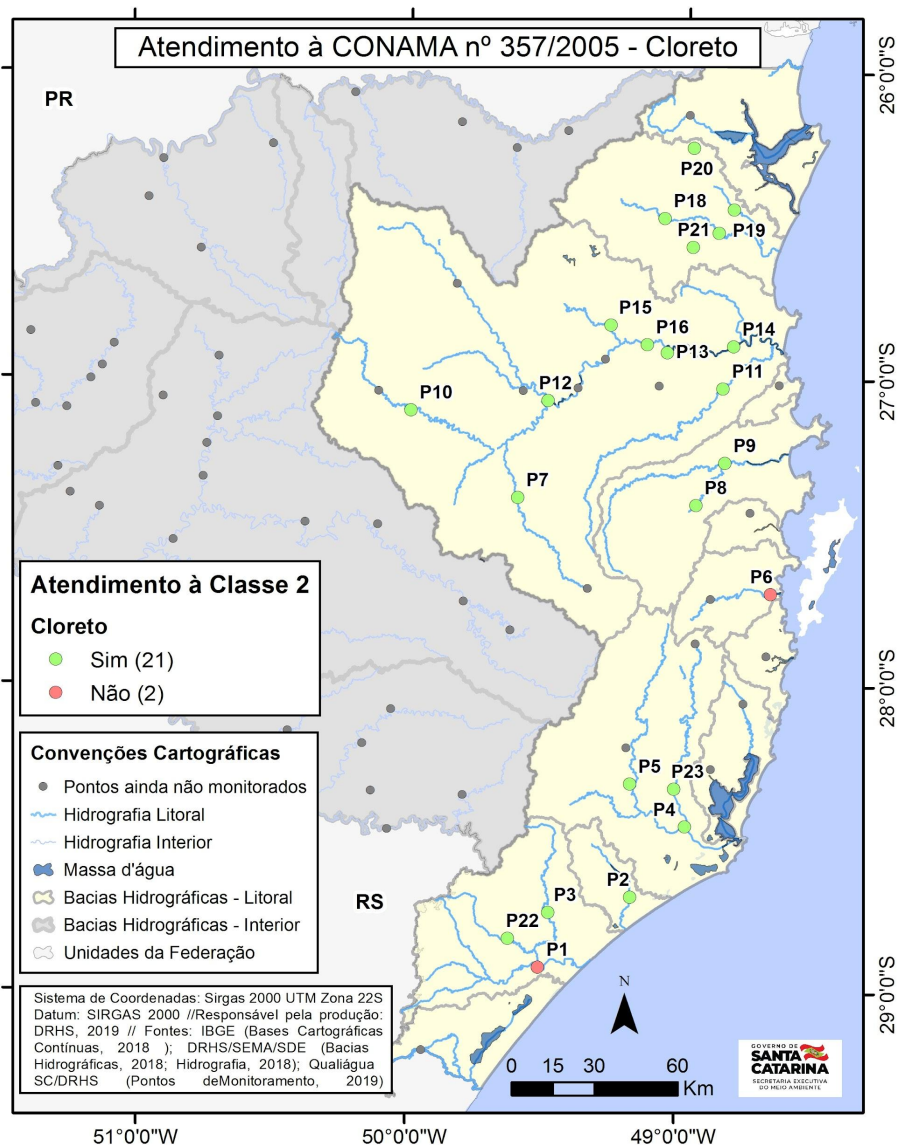 Atendimento à CONAMA nº 357/2005 - Cloreto
PR
26°0'0"S
P20
P18
P19
P21
P15
P16
P14
P13
P11
27°0'0"S
P10
P12
P9
P7
P8
P6
Atendimento à Classe 2
Cloreto
Sim (21)
Não (2)
28°0'0"S
Convenções Cartográficas
Pontos ainda não monitorados
Hidrografia Litoral
Hidrografia Interior
Massa d'água
Bacias Hidrográficas - Litoral
Bacias Hidrográficas - Interior
Unidades da Federação
P5
P23
P4
RS
P2
P3
P22
P1
29°0'0"S
Sistema de Coordenadas: Sirgas 2000 UTM Zona 22S
Datum: SIRGAS 2000 //Responsável pela produção:
DRHS, 2019 // Fontes: IBGE (Bases Cartográficas
Contínuas, 2018 ); DRHS/SEMA/SDE (Bacias
Hidrográficas, 2018; Hidrografia, 2018); Qualiágua
SC/DRHS (Pontos deMonitoramento, 2019)
N
0 15 30 60
Km
GOVERNO DE
SANTA
CATARINA
SECRETARIA EXECUTIVA
DO MEIO AMBIENTE
51°0'0"W
50°0'0"W
49°0'0"W